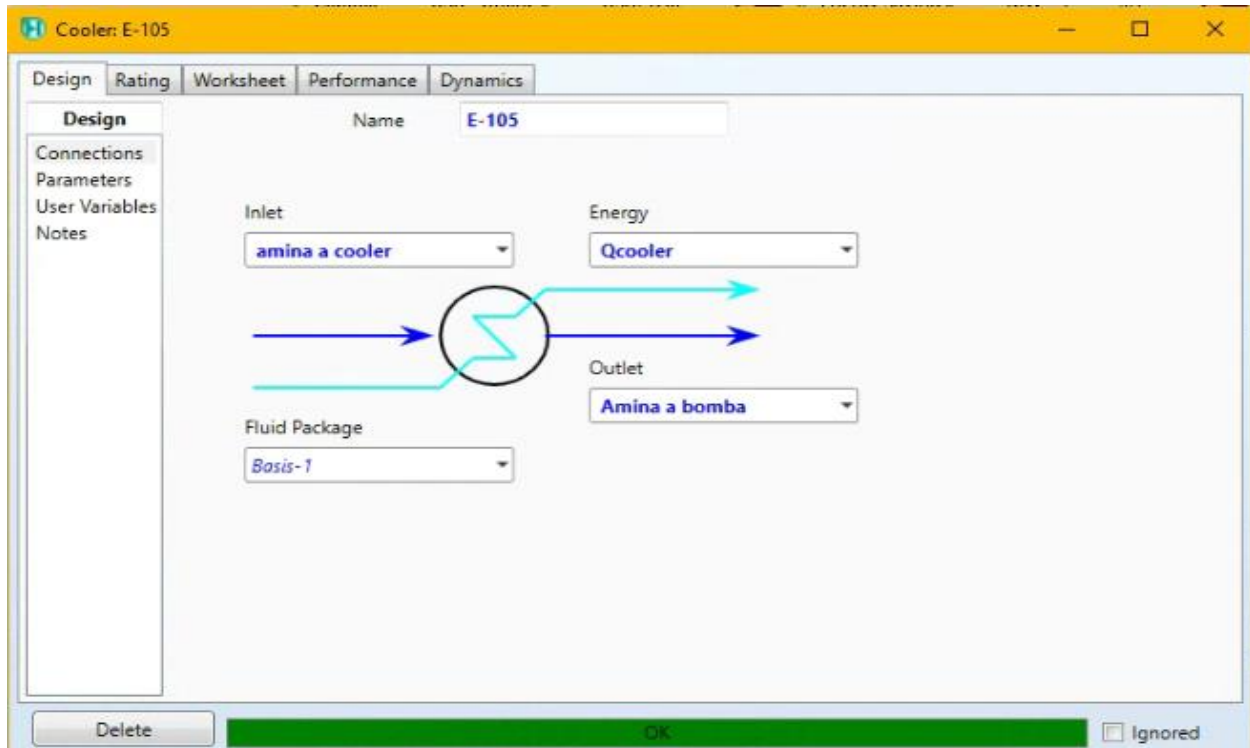 Cooler: E-105
Design Rating Worksheet Performance Dynamics
Design
Connections
Parameters
User Variables
Notes
Name E-105
Inlet
amina a cooler
Energy
Qcooler
Outlet
Amina a bomba
Fluid Package
Basis-1
Delete
OK
Ignored